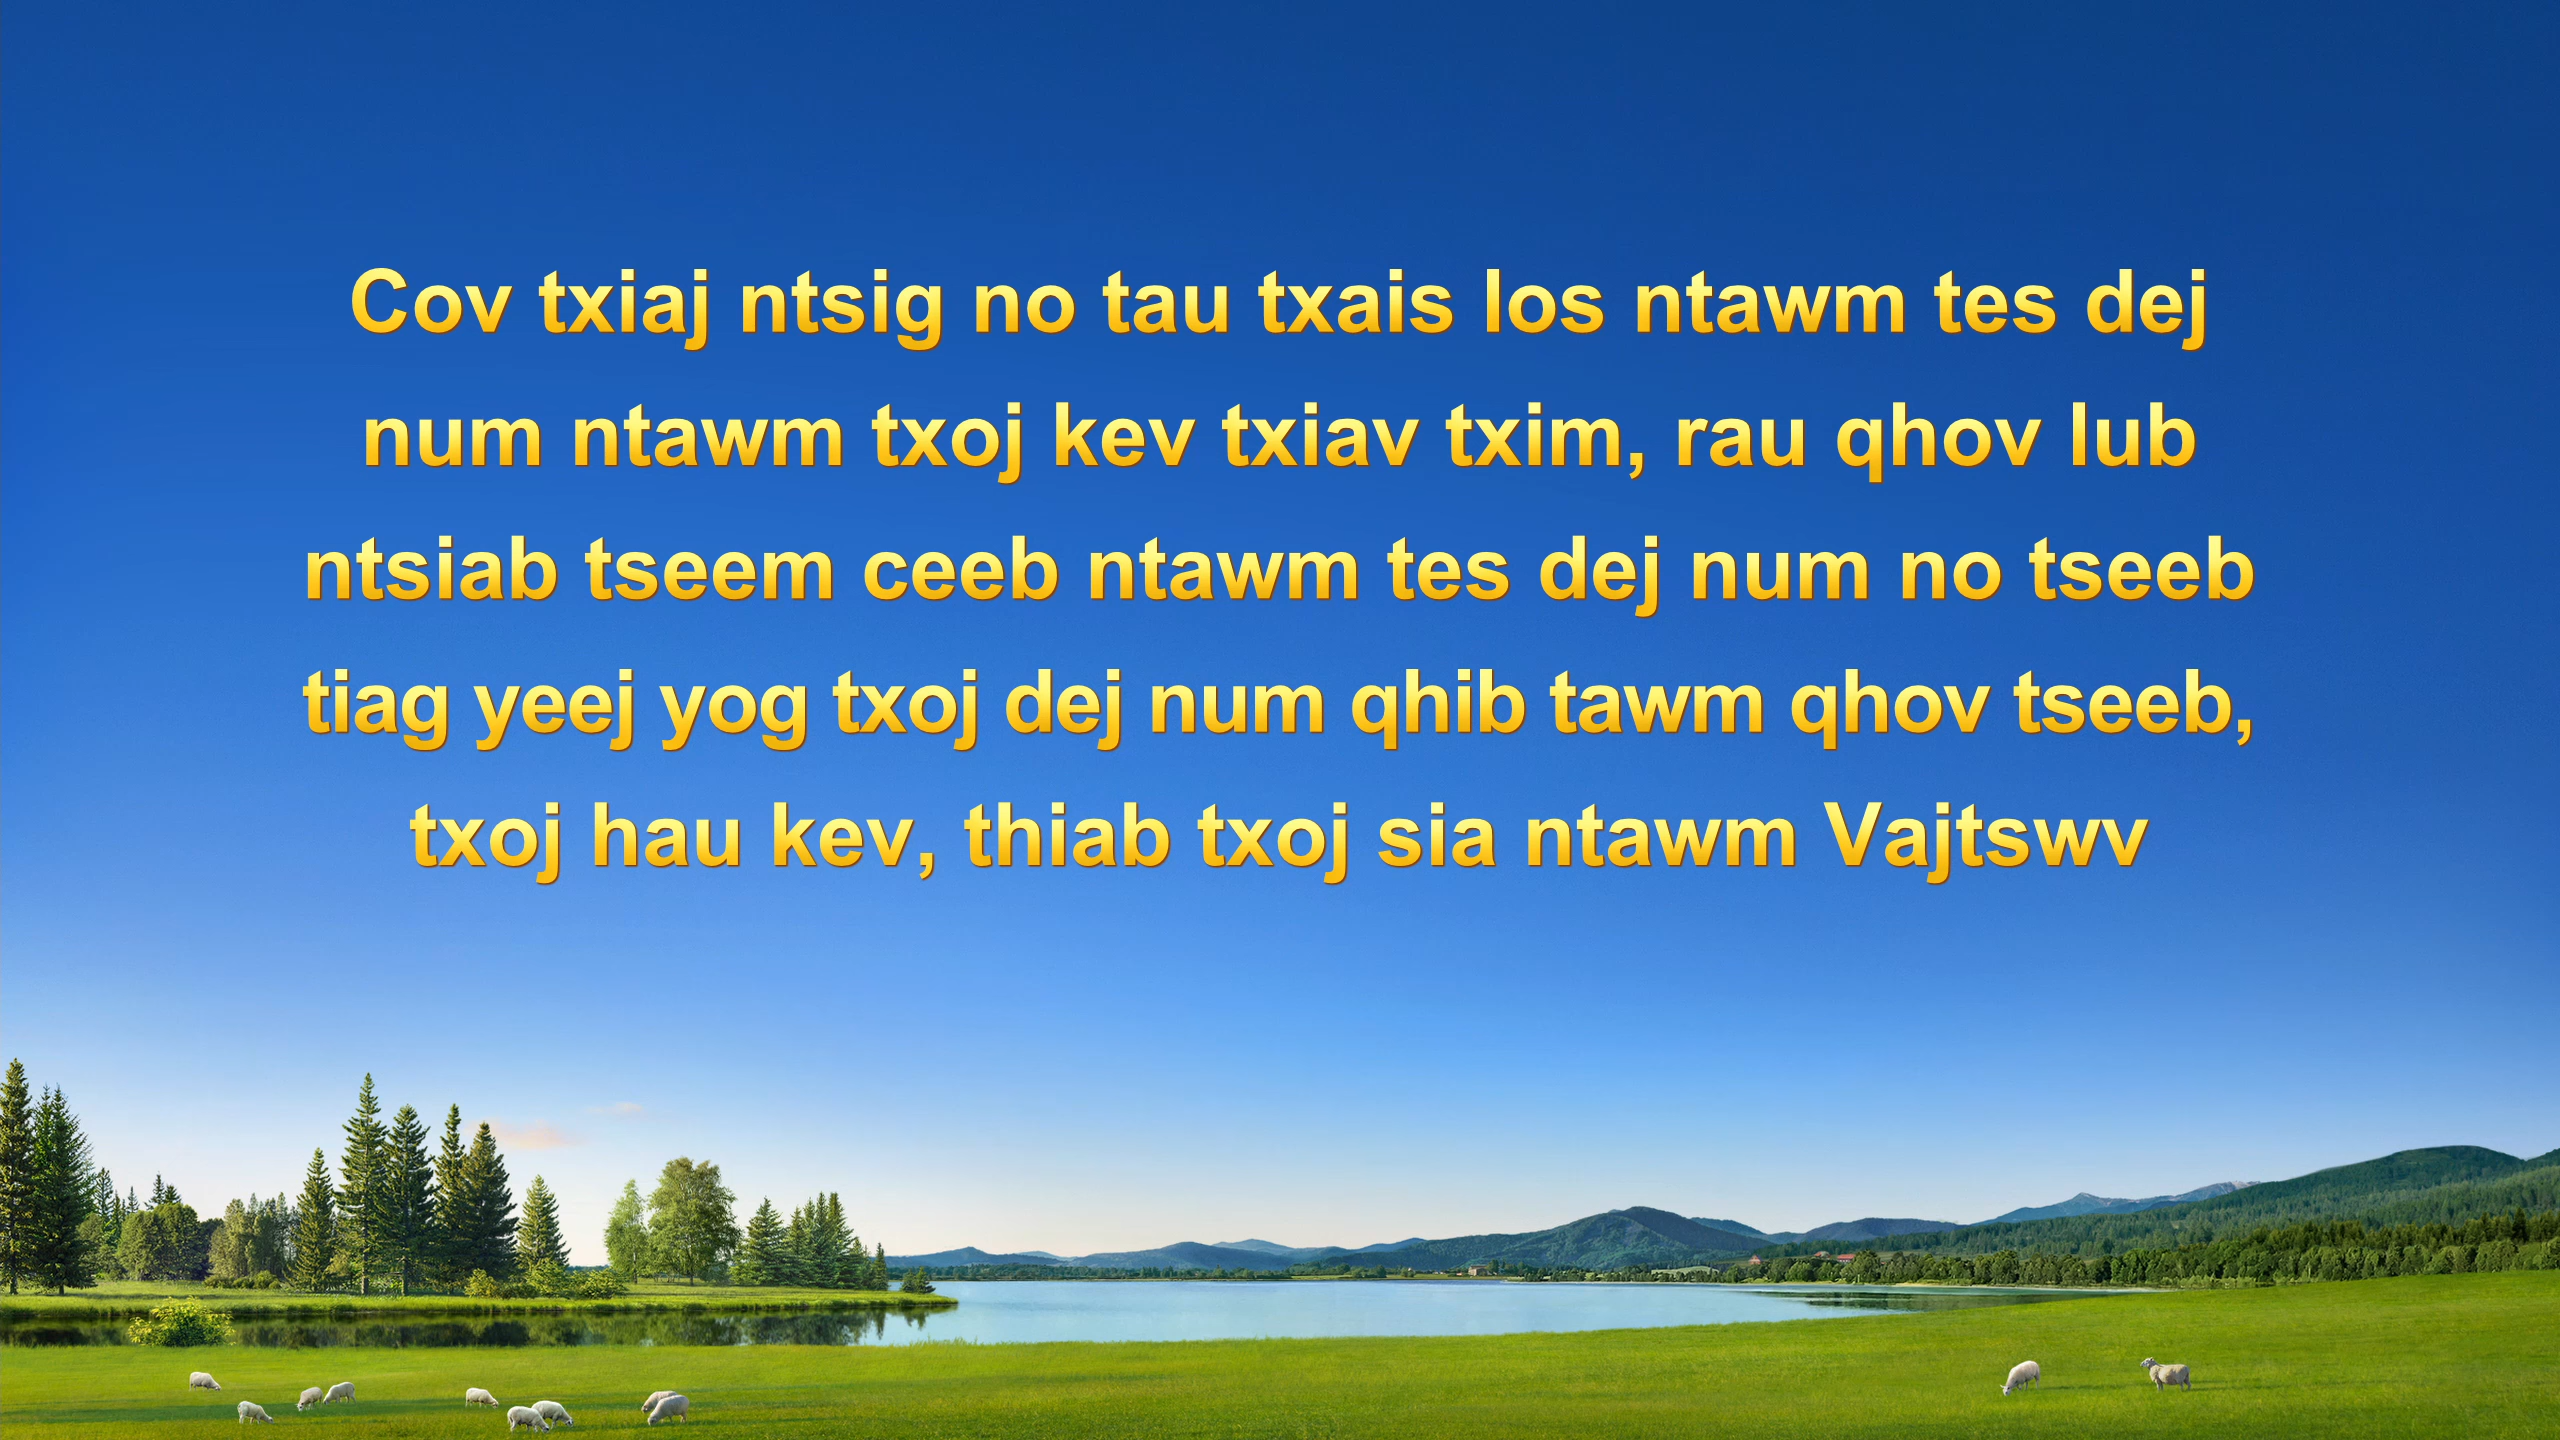 Cov txiaj ntsig no tau txais los ntawm tes dej
num ntawm txoj kev txiav txim, rau qhov lub
ntsiab tseem ceeb ntawm tes dej num no tseeb
tiag yeej yog txoj dej num qhib tawm qhov tseeb,
txoj hau kev, thiab txoj sia ntawm Vajtswv